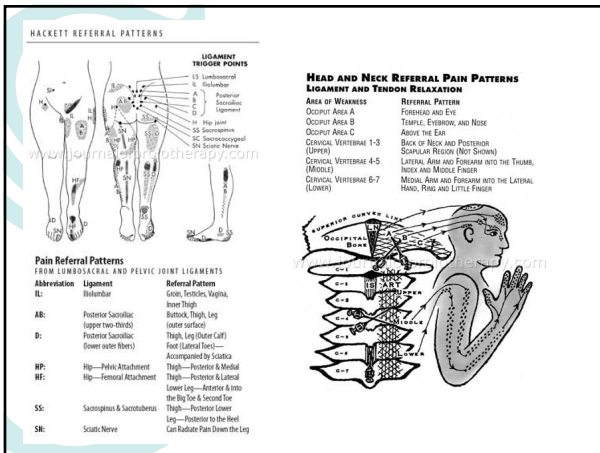 HACKETT REFERRAL PATTERNS
LIGAMENT
TRIGGER POINTS
LS Lumbosacral
IL Iliolumbar
A
B
C
D
Posterior
Sacroiliac
Ligament
H Hip joint
SS Sacrospinus
SC Sacrococcygeal
SN Sciatic Nerve
Pain Referral Patterns
FROM LUMBOSACRAL AND PELVIC JOINT LIGAMENTS
Abbreviation Ligament Referral Pattern
IL: Iliolumbar Groin, Testicles, Vagina,
Inner Thigh
AB: Posterior Sacroiliac Buttock, Thigh, Leg
(upper two-thirds) (outer surface)
D: Posterior Sacroiliac Thigh, Leg (Outer Calf)
(lower outer fibers) Foot (Lateral Toes)—
Accompanied by Sciatica
HP: Hip—Pelvic Attachment Thigh—Posterior & Medial
HF: Hip—Femoral Attachment Thigh—Posterior & Lateral
Lower Leg—Anterior & into
the Big Toe & Second Toe
SS: Sacrospinus & Sacrotuberus Thigh—Posterior Lower
Leg—Posterior to the Heel
SN: Sciatic Nerve Can Radiate Pain Down the Leg
HEAD AND NECK REFERRAL PAIN PATTERNS
LIGAMENT AND TENDON RELAXATION
AREA OF WEAKNESS REFERRAL PATTERN
OCCIPUT AREA A FOREHEAD AND EYE
OCCIPUT AREA B TEMPLE, EYEBROW, AND NOSE
OCCIPUT AREA C ABOVE THE EAR
CERVICAL VERTEBRAE 1-3 BACK OF NECK AND POSTERIOR
(UPPER) SCAPULAR REGION (NOT SHOWN)
CERVICAL VERTEBRAE 4-5 LATERAL ARM AND FOREARM INTO THE THUMB,
(MIDDLE) INDEX AND MIDDLE FINGER
CERVICAL VERTEBRAE 6-7 MEDIAL ARM AND FOREARM INTO THE LATERAL
(LOWER) HAND, RING AND LITTLE FINGER
SUPERIOR CURVED LINE
OCCIPITAL
BONE
LN
A
B
C
C-1
IS
ART
UPPER
C-2
C-3
C-4
MIDDLE
C-5
C-6
LOWER
C-7